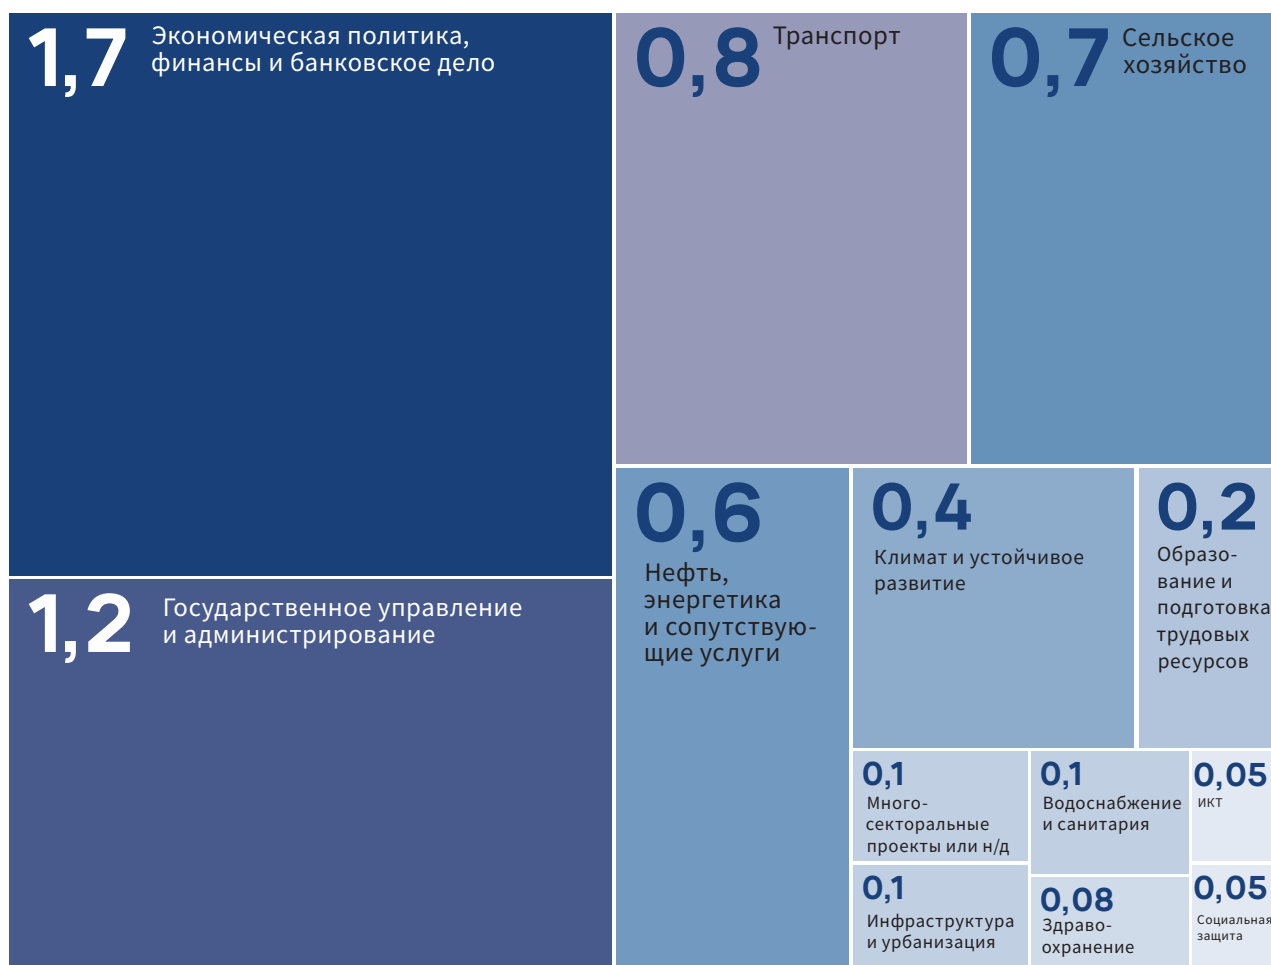 1,7
Экономическая политика,
финансы и банковское дело
0,8
Транспорт
0,7
Сельское
хозяйство
1,2
Государственное управление
и администрирование
0,6
Нефть,
энергетика
и сопутствую-
щие услуги
0,4
Климат и устойчивое
развитие
0,2
Образо-
вание и
подготовка
трудовых
ресурсов
0,1
Много-
секторальные
проекты или н/д
0,1
Водоснабжение
и санитария
0,05
икт
0,1
Инфраструктура
и урбанизация
0,08
Здраво-
охранение
0,05
Социальная
защита